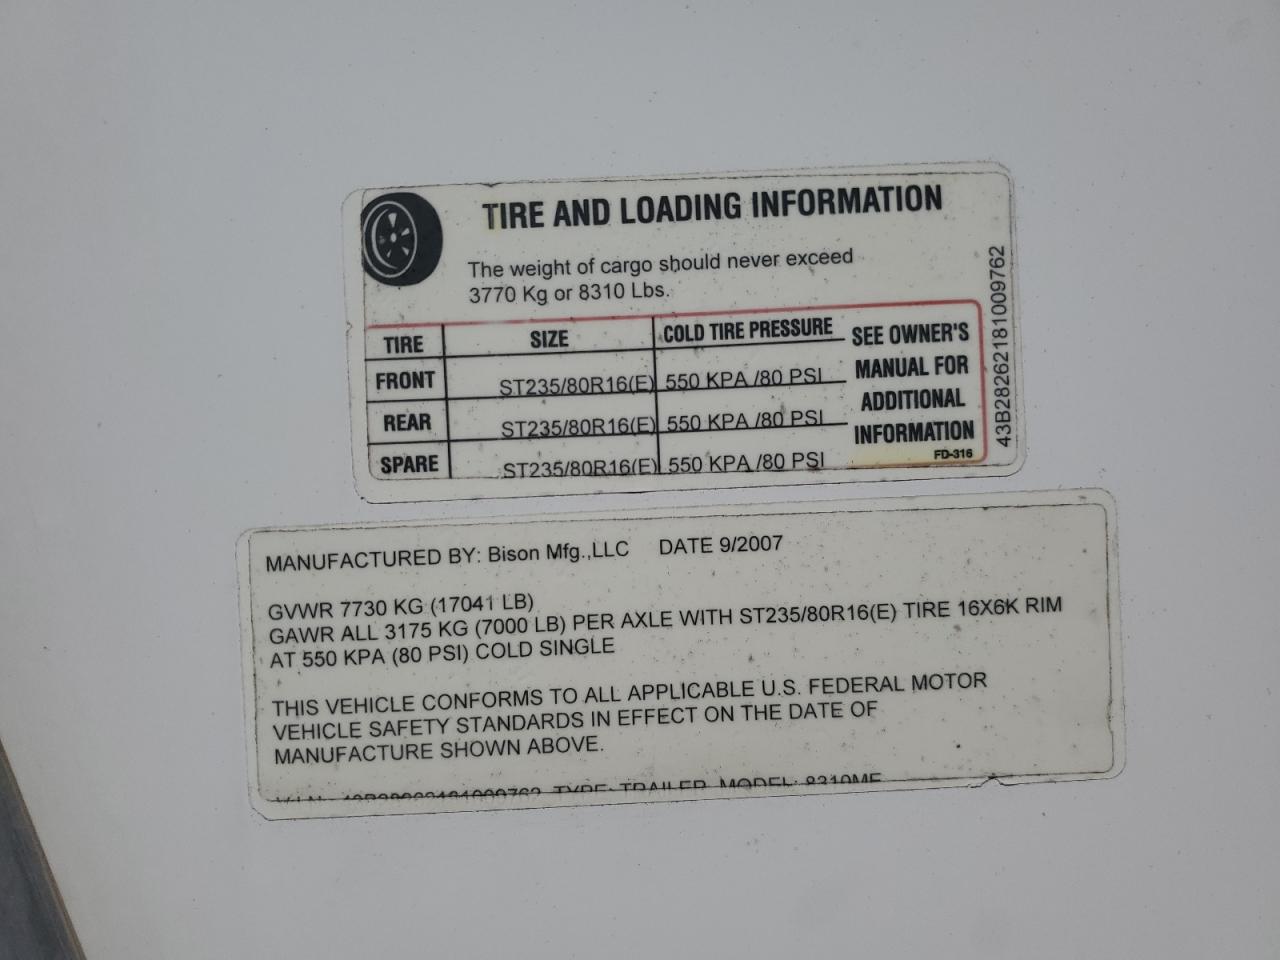 TIRE AND LOADING INFORMATION
The weight of cargo should never exceed
3770 Kg or 8310 Lbs.
TIRE SIZE COLD TIRE PRESSURE
FRONT ST235/80R16(E) 550 KPA /80 PSI
REAR ST235/80R16(E) 550 KPA /80 PSI
SPARE ST235/80R16(E) 550 KPA /80 PSI
SEE OWNER'S
MANUAL FOR
ADDITIONAL
INFORMATION
FD-316
43B28262181009762
MANUFACTURED BY: Bison Mfg.,LLC DATE 9/2007
GVWR 7730 KG (17041 LB)
GAWR ALL 3175 KG (7000 LB) PER AXLE WITH ST235/80R16(E) TIRE 16X6K RIM
AT 550 KPA (80 PSI) COLD SINGLE
THIS VEHICLE CONFORMS TO ALL APPLICABLE U.S. FEDERAL MOTOR
VEHICLE SAFETY STANDARDS IN EFFECT ON THE DATE OF
MANUFACTURE SHOWN ABOVE.
TYPE: TRAILER MODEL: 8310MF